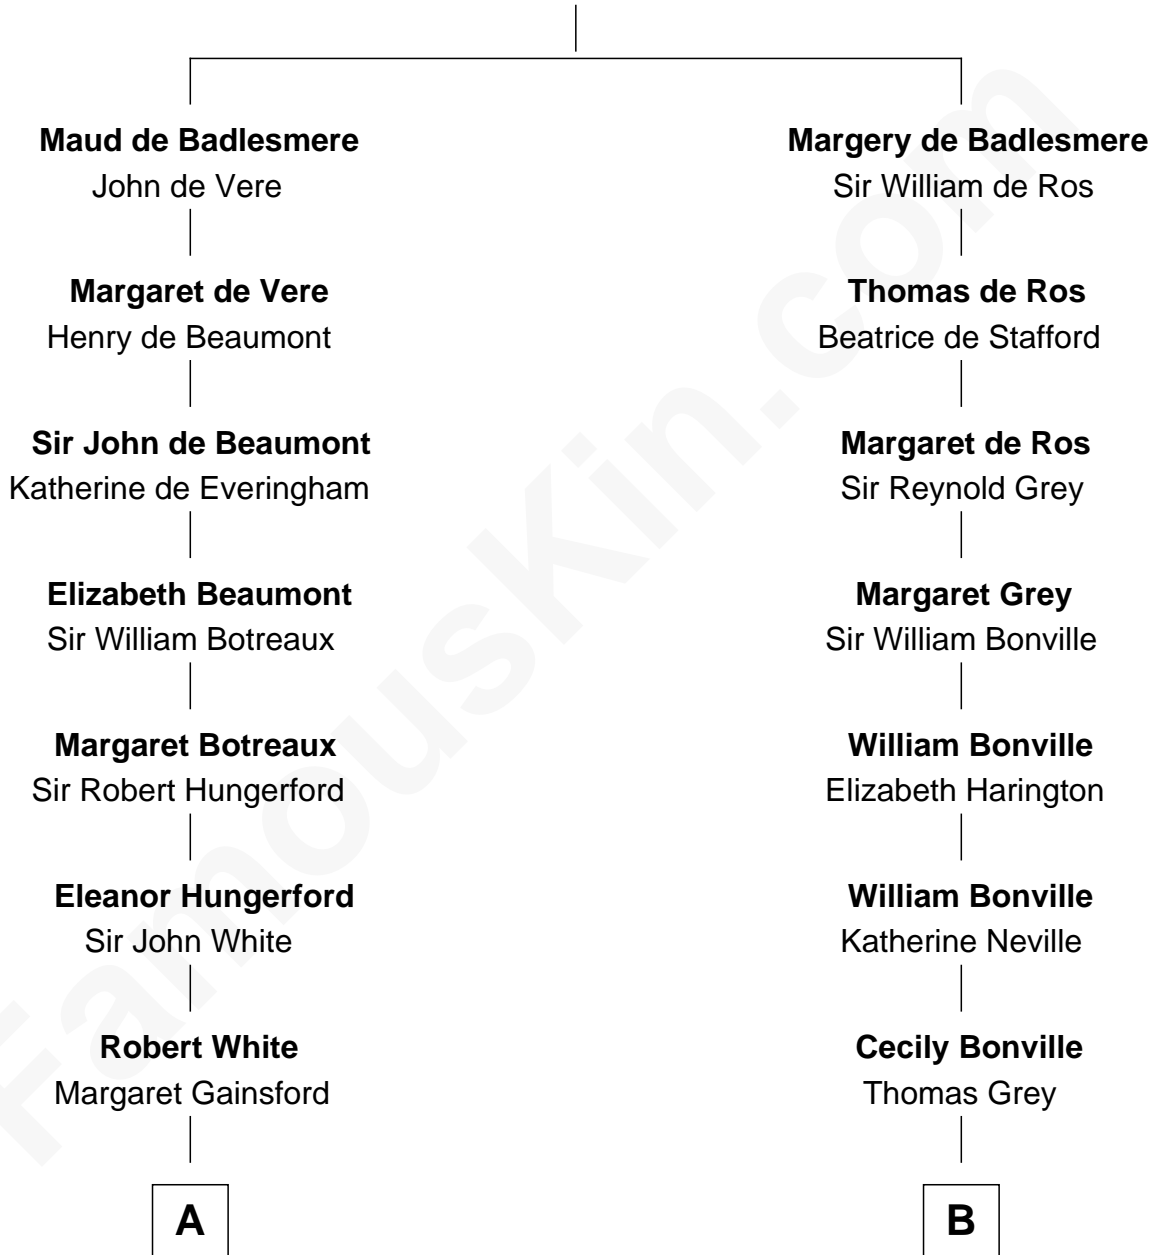 Maud de Badlesmere
John de Vere
Margaret de Vere
Henry de Beaumont
Sir John de Beaumont
Katherine de Everingham
Elizabeth Beaumont
Sir William Botreaux
Margaret Botreaux
Sir Robert Hungerford
Eleanor Hungerford
Sir John White
Robert White
Margaret Gainsford
A
Margery de Badlesmere
Sir William de Ros
Thomas de Ros
Beatrice de Stafford
Margaret de Ros
Sir Reynold Grey
Margaret Grey
Sir William Bonville
William Bonville
Elizabeth Harington
William Bonville
Katherine Neville
Cecily Bonville
Thomas Grey
B
FamousKin.com